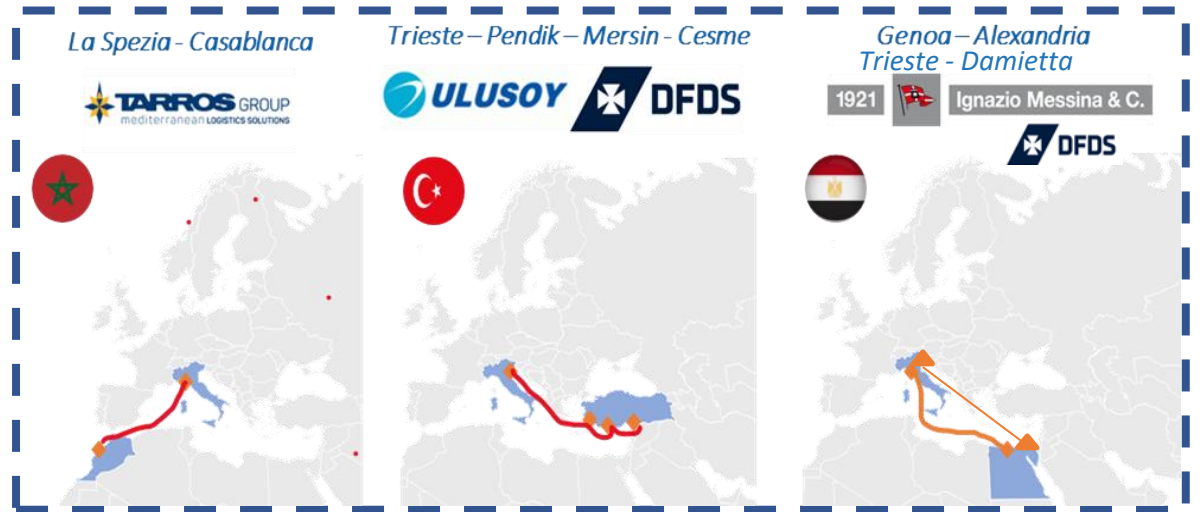 La Spezia - Casablanca
TARROS GROUP
mediterranean LOGISTICS SOLUTIONS
Trieste – Pendik – Mersin - Cesme
ULUSOY
DFDS
Genoa – Alexandria
Trieste - Damietta
1921 Ignazio Messina & C.
DFDS